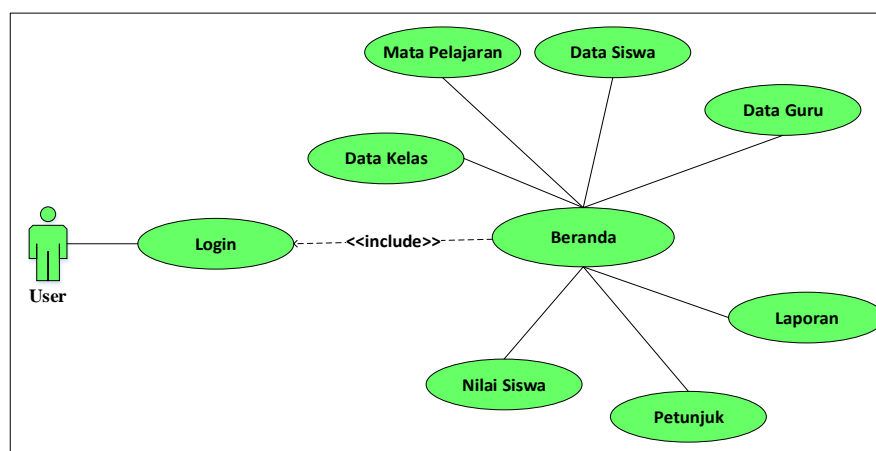 Mata Pelajaran
Data Siswa
Data Guru
Data Kelas
Login
<<include>>
Beranda
User
Laporan
Nilai Siswa
Petunjuk